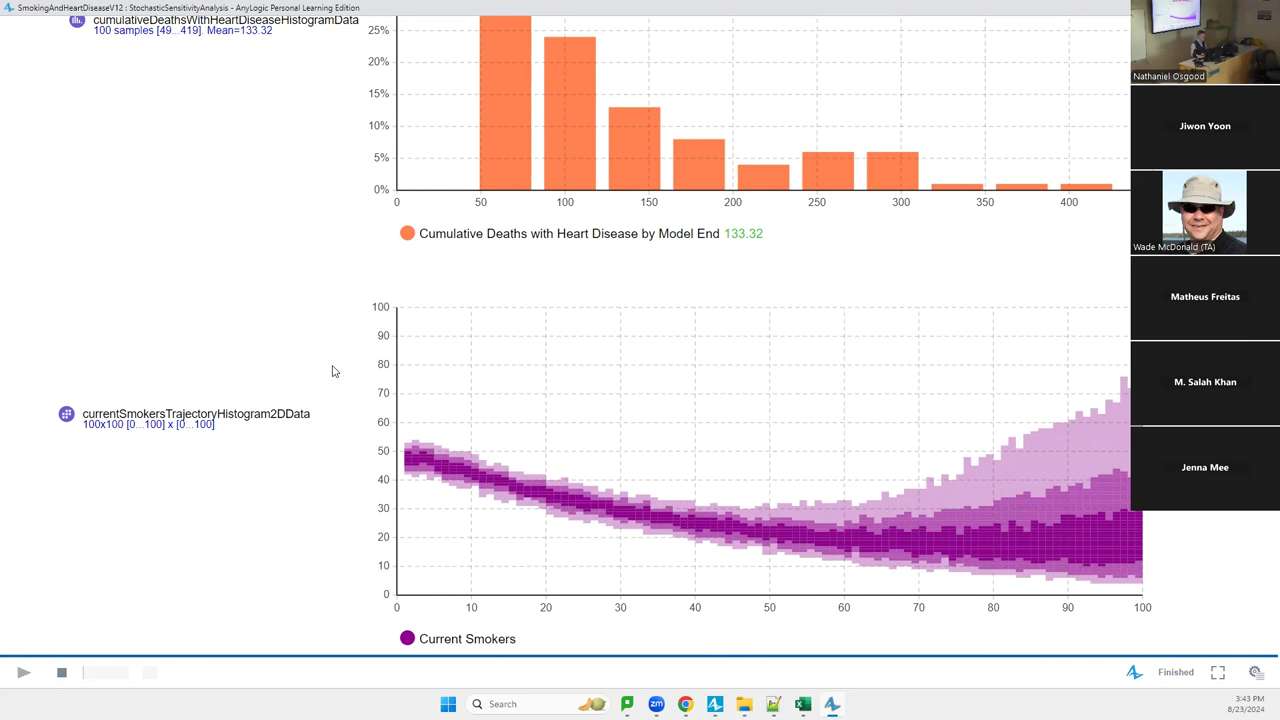 SmokingAndHeartDiseaseV12 : StochasticSensitivityAnalysis - AnyLogic Personal Learning Edition
cumulativeDeathsWithHeartDiseaseHistogramData
100 samples [49...419]. Mean=133.32
25%
20%
15%
10%
5%
0%
0 50 100 150 200 250 300 350 400
Cumulative Deaths with Heart Disease by Model End 133.32
currentSmokersTrajectoryHistogram2DData
100x100 [0...100] x [0...100]
100
90
80
70
60
50
40
30
20
10
0
0 10 20 30 40 50 60 70 80 90 100
Current Smokers
Nathaniel Osgood
Jiwon Yoon
Wade McDonald (TA)
Matheus Freitas
M. Salah Khan
Jenna Mee
Finished
Search
zm
3:43 PM
8/23/2024